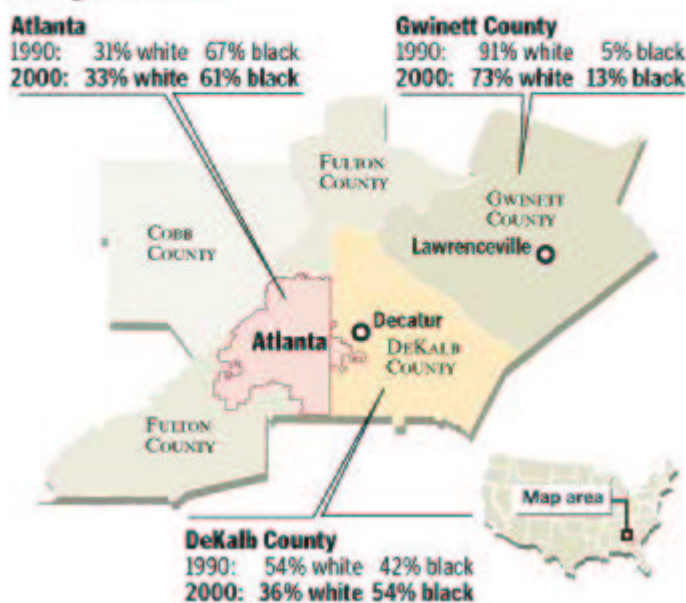 Atlanta
1990: 31% white 67% black
2000: 33% white 61% black
Gwinett County
1990: 91% white 5% black
2000: 73% white 13% black
FULTON
COUNTY
GWINETT
COUNTY
COBB
COUNTY
Lawrenceville
Decatur
Atlanta
DEKALB
COUNTY
FULTON
COUNTY
Map area
DeKalb County
1990: 54% white 42% black
2000: 36% white 54% black